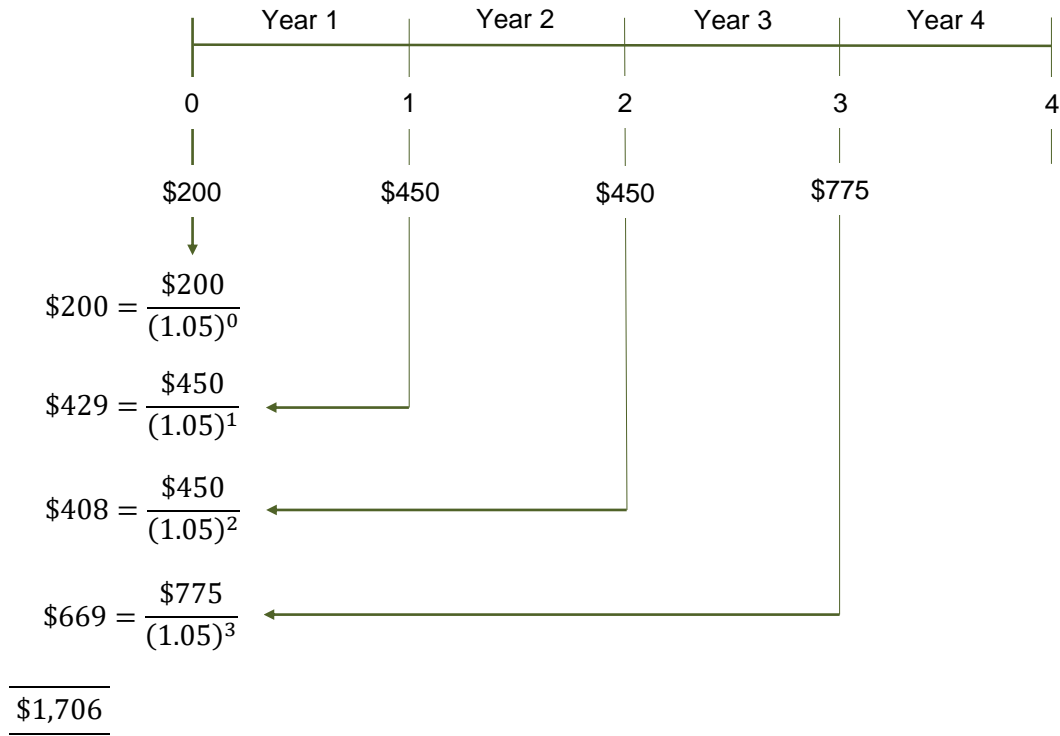 Year 1 Year 2 Year 3 Year 4
0 1 2 3 4
$200 $450 $450 $775
$200 = $200/(1.05)^0
$429 = $450/(1.05)^1
$408 = $450/(1.05)^2
$669 = $775/(1.05)^3
$1,706